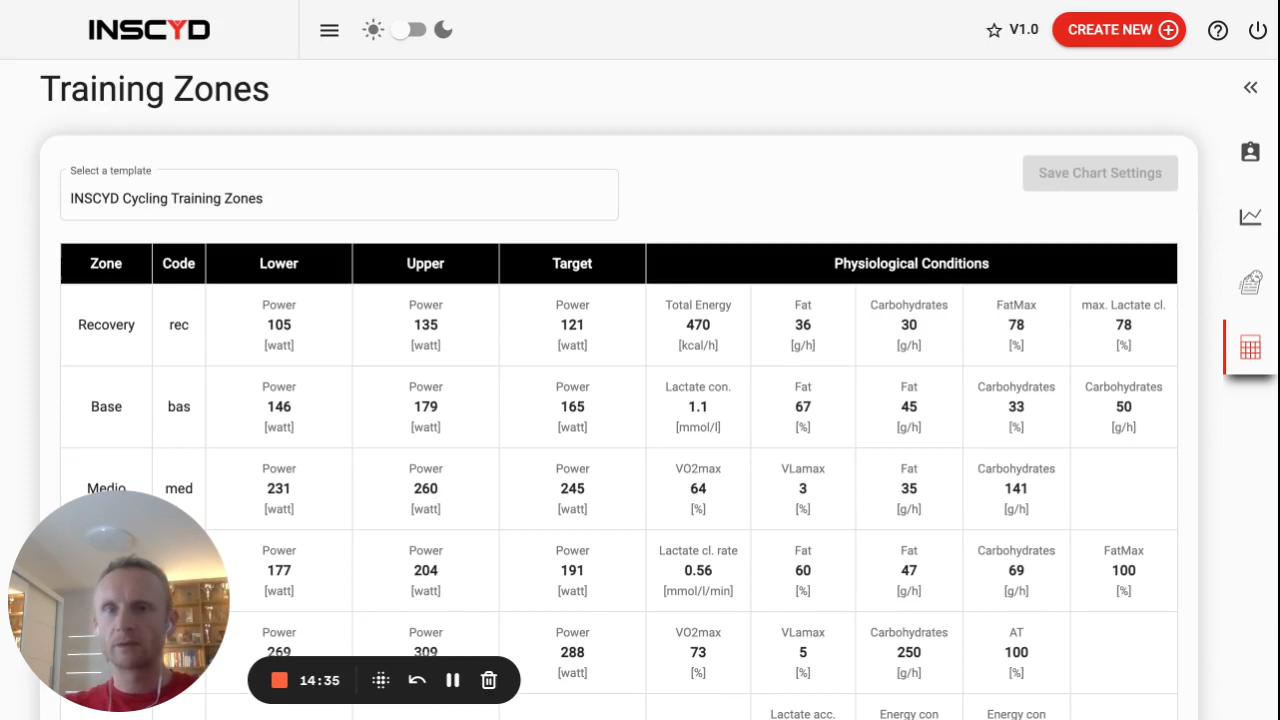 INSCYD
V1.0
CREATE NEW
Training Zones
Select a template
INSCYD Cycling Training Zones
Save Chart Settings
Zone Code Lower Upper Target Physiological Conditions
Power Power Power Total Energy Fat Carbohydrates FatMax max. Lactate cl.
Recovery rec 105 135 121 470 36 30 78 78
[watt] [watt] [watt] [kcal/h] [g/h] [g/h] [%] [%]
Power Power Power Lactate con. Fat Fat Carbohydrates Carbohydrates
Base bas 146 179 165 1.1 67 45 33 50
[watt] [watt] [watt] [mmol/l] [%] [g/h] [%] [g/h]
Power Power Power VO2max VLamax Fat Carbohydrates
Medio med 231 260 245 64 3 35 141
[watt] [watt] [watt] [%] [%] [g/h] [g/h]
Power Power Power Lactate cl. rate Fat Fat Carbohydrates FatMax
177 204 191 0.56 60 47 69 100
[watt] [watt] [watt] [mmol/l/min] [%] [g/h] [g/h] [%]
Power Power Power VO2max VLamax Carbohydrates AT
269 309 288 73 5 250 100
[watt] [%] [%] [g/h] [%]
14:35
Lactate acc. Energy con Energy con